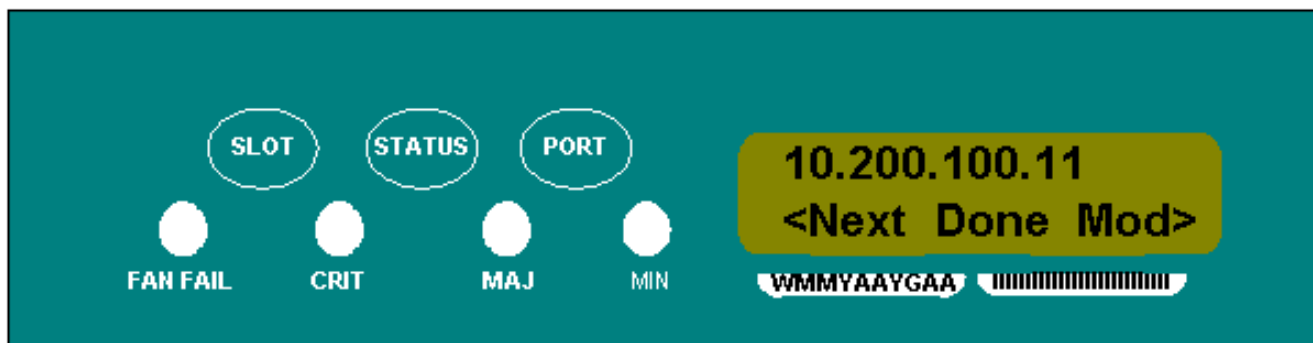 SLOT STATUS PORT
10.200.100.11
<Next Done Mod>
FAN FAIL CRIT MAJ MIN
WMMYAAYGAA